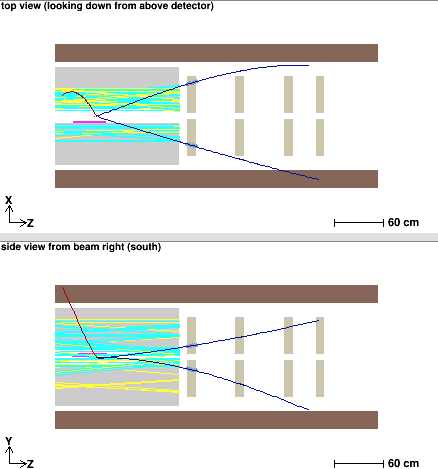 top view (looking down from above detector)
X
Z
60 cm
side view from beam right (south)
Y
Z
60 cm